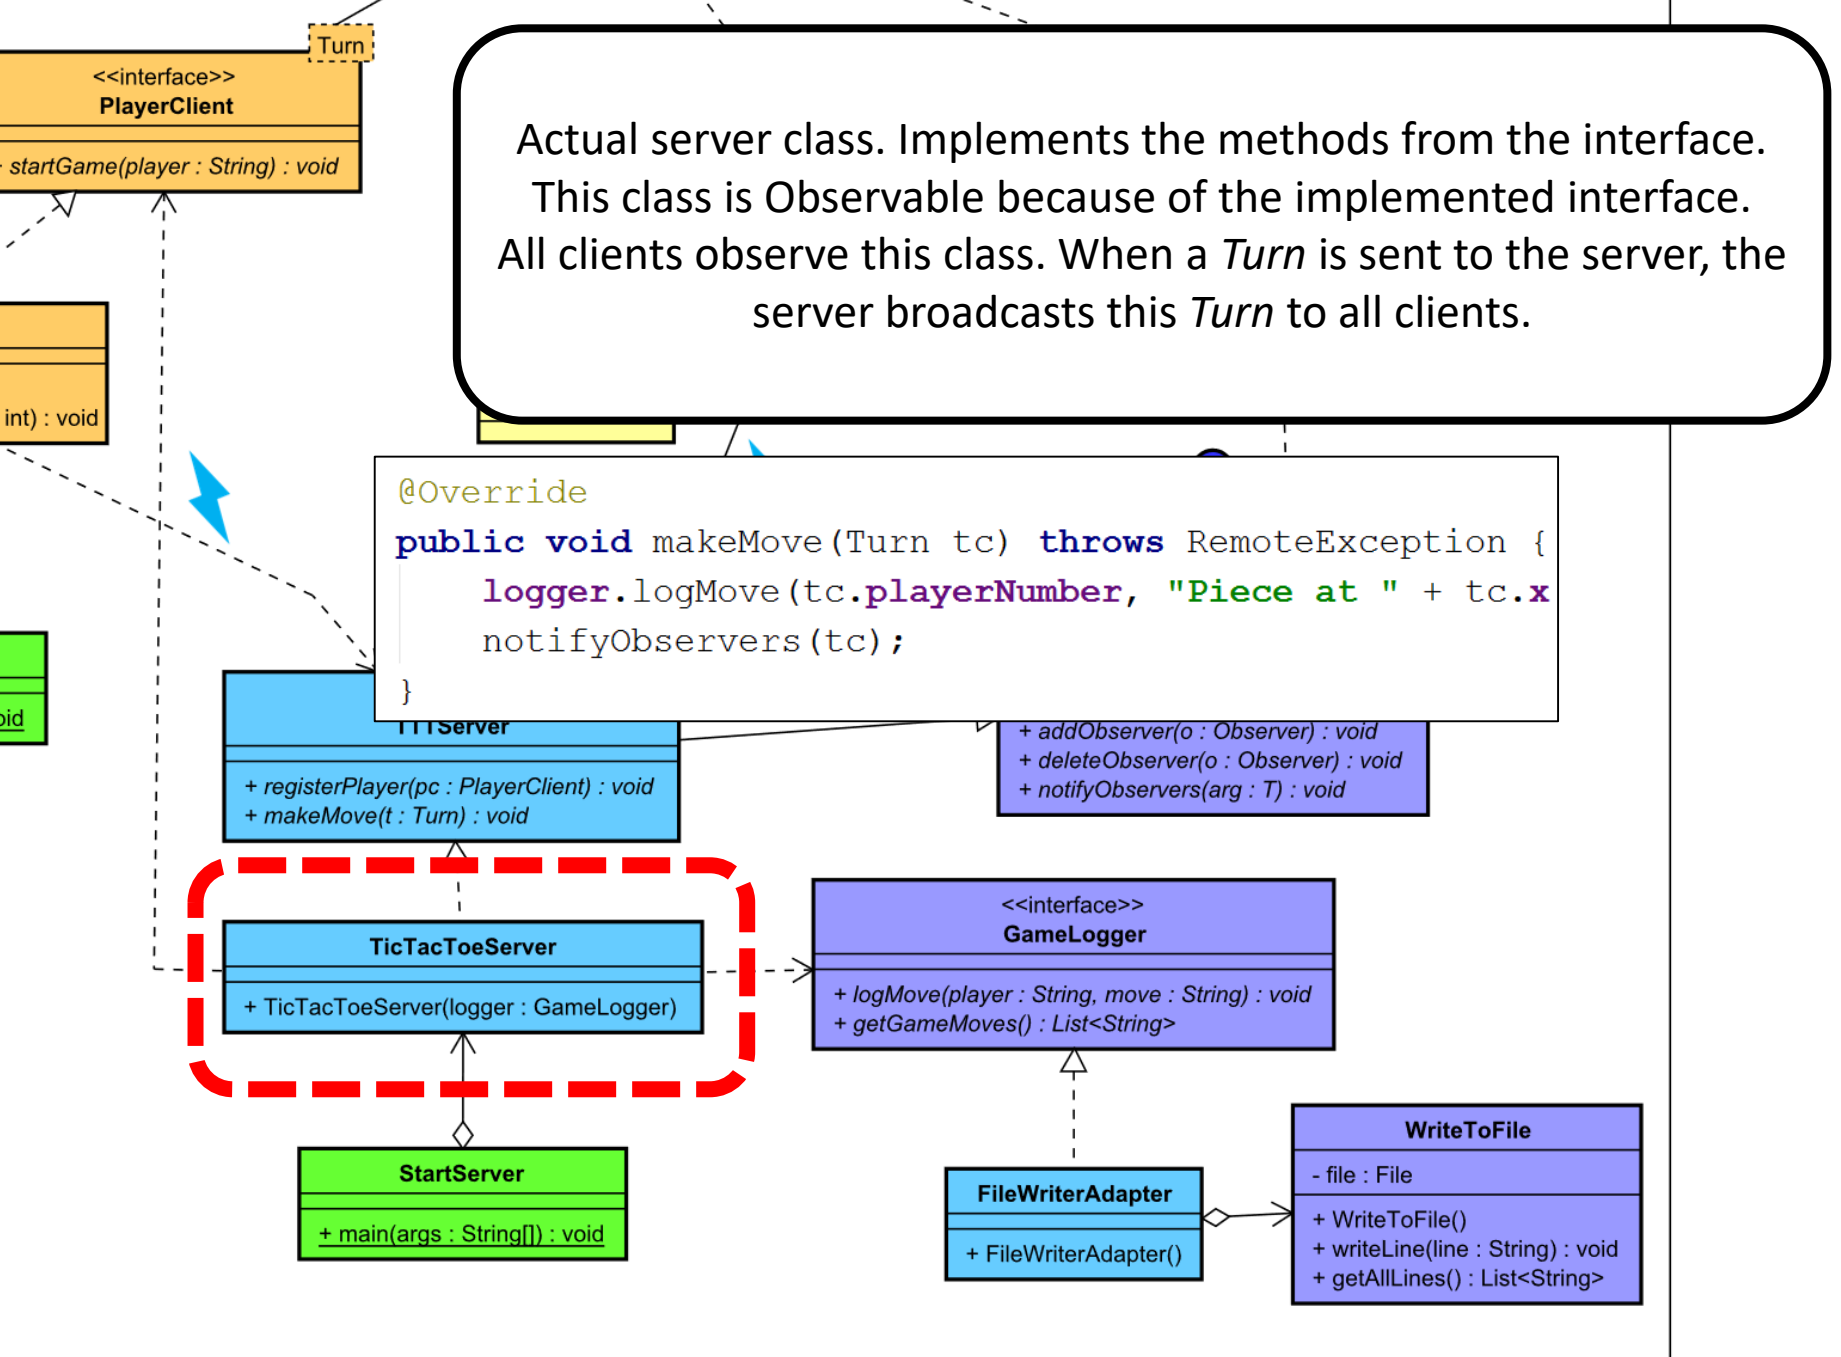 Turn
<<interface>>
PlayerClient
startGame(player : String) : void
Actual server class. Implements the methods from the interface.
This class is Observable because of the implemented interface.
All clients observe this class. When a Turn is sent to the server, the
server broadcasts this Turn to all clients.
int) : void
@Override
public void makeMove(Turn tc) throws RemoteException {
logger.logMove(tc.playerNumber, "Piece at " + tc.x
notifyObservers(tc);
}
TTTServer
+ registerPlayer(pc : PlayerClient) : void
+ makeMove(t : Turn) : void
+ addObserver(o : Observer) : void
+ deleteObserver(o : Observer) : void
+ notifyObservers(arg : T) : void
TicTacToeServer
+ TicTacToeServer(logger : GameLogger)
<<interface>>
GameLogger
+ logMove(player : String, move : String) : void
+ getGameMoves() : List<String>
StartServer
+ main(args : String[]) : void
FileWriterAdapter
+ FileWriterAdapter()
WriteToFile
- file : File
+ WriteToFile()
+ writeLine(line : String) : void
+ getAllLines() : List<String>